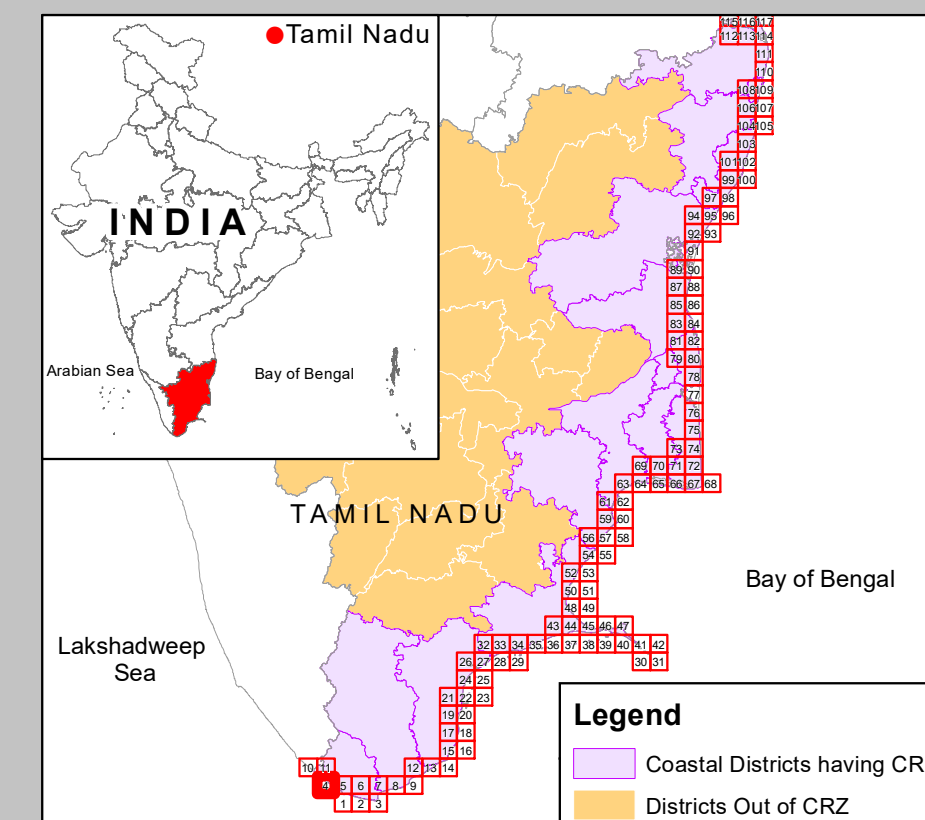 Tamil Nadu
INDIA
Arabian Sea
Bay of Bengal
115 116 117
112 113 114
111
110
108 109
106 107
104 105
103
101 102
99 100
97 98
94 95 96
92 93
91
89 90
87 88
85 86
83 84
81 82
79 80
78
77
76
75
73 74
69 70 71 72
63 64 65 66 67 68
61 62
59 60
56 57 58
54 55
52 53
50 51
48 49
43 44 45 46 47
32 33 34 35 36 37 38 39 40 41 42
26 27 28 29 30 31
24 25
21 22 23
19 20
17 18
15 16
10 11 12 13 14
4 5 6 7 8 9
1 2 3
TAMIL NADU
Bay of Bengal
Lakshadweep
Sea
Legend
Coastal Districts having CR
Districts Out of CRZ